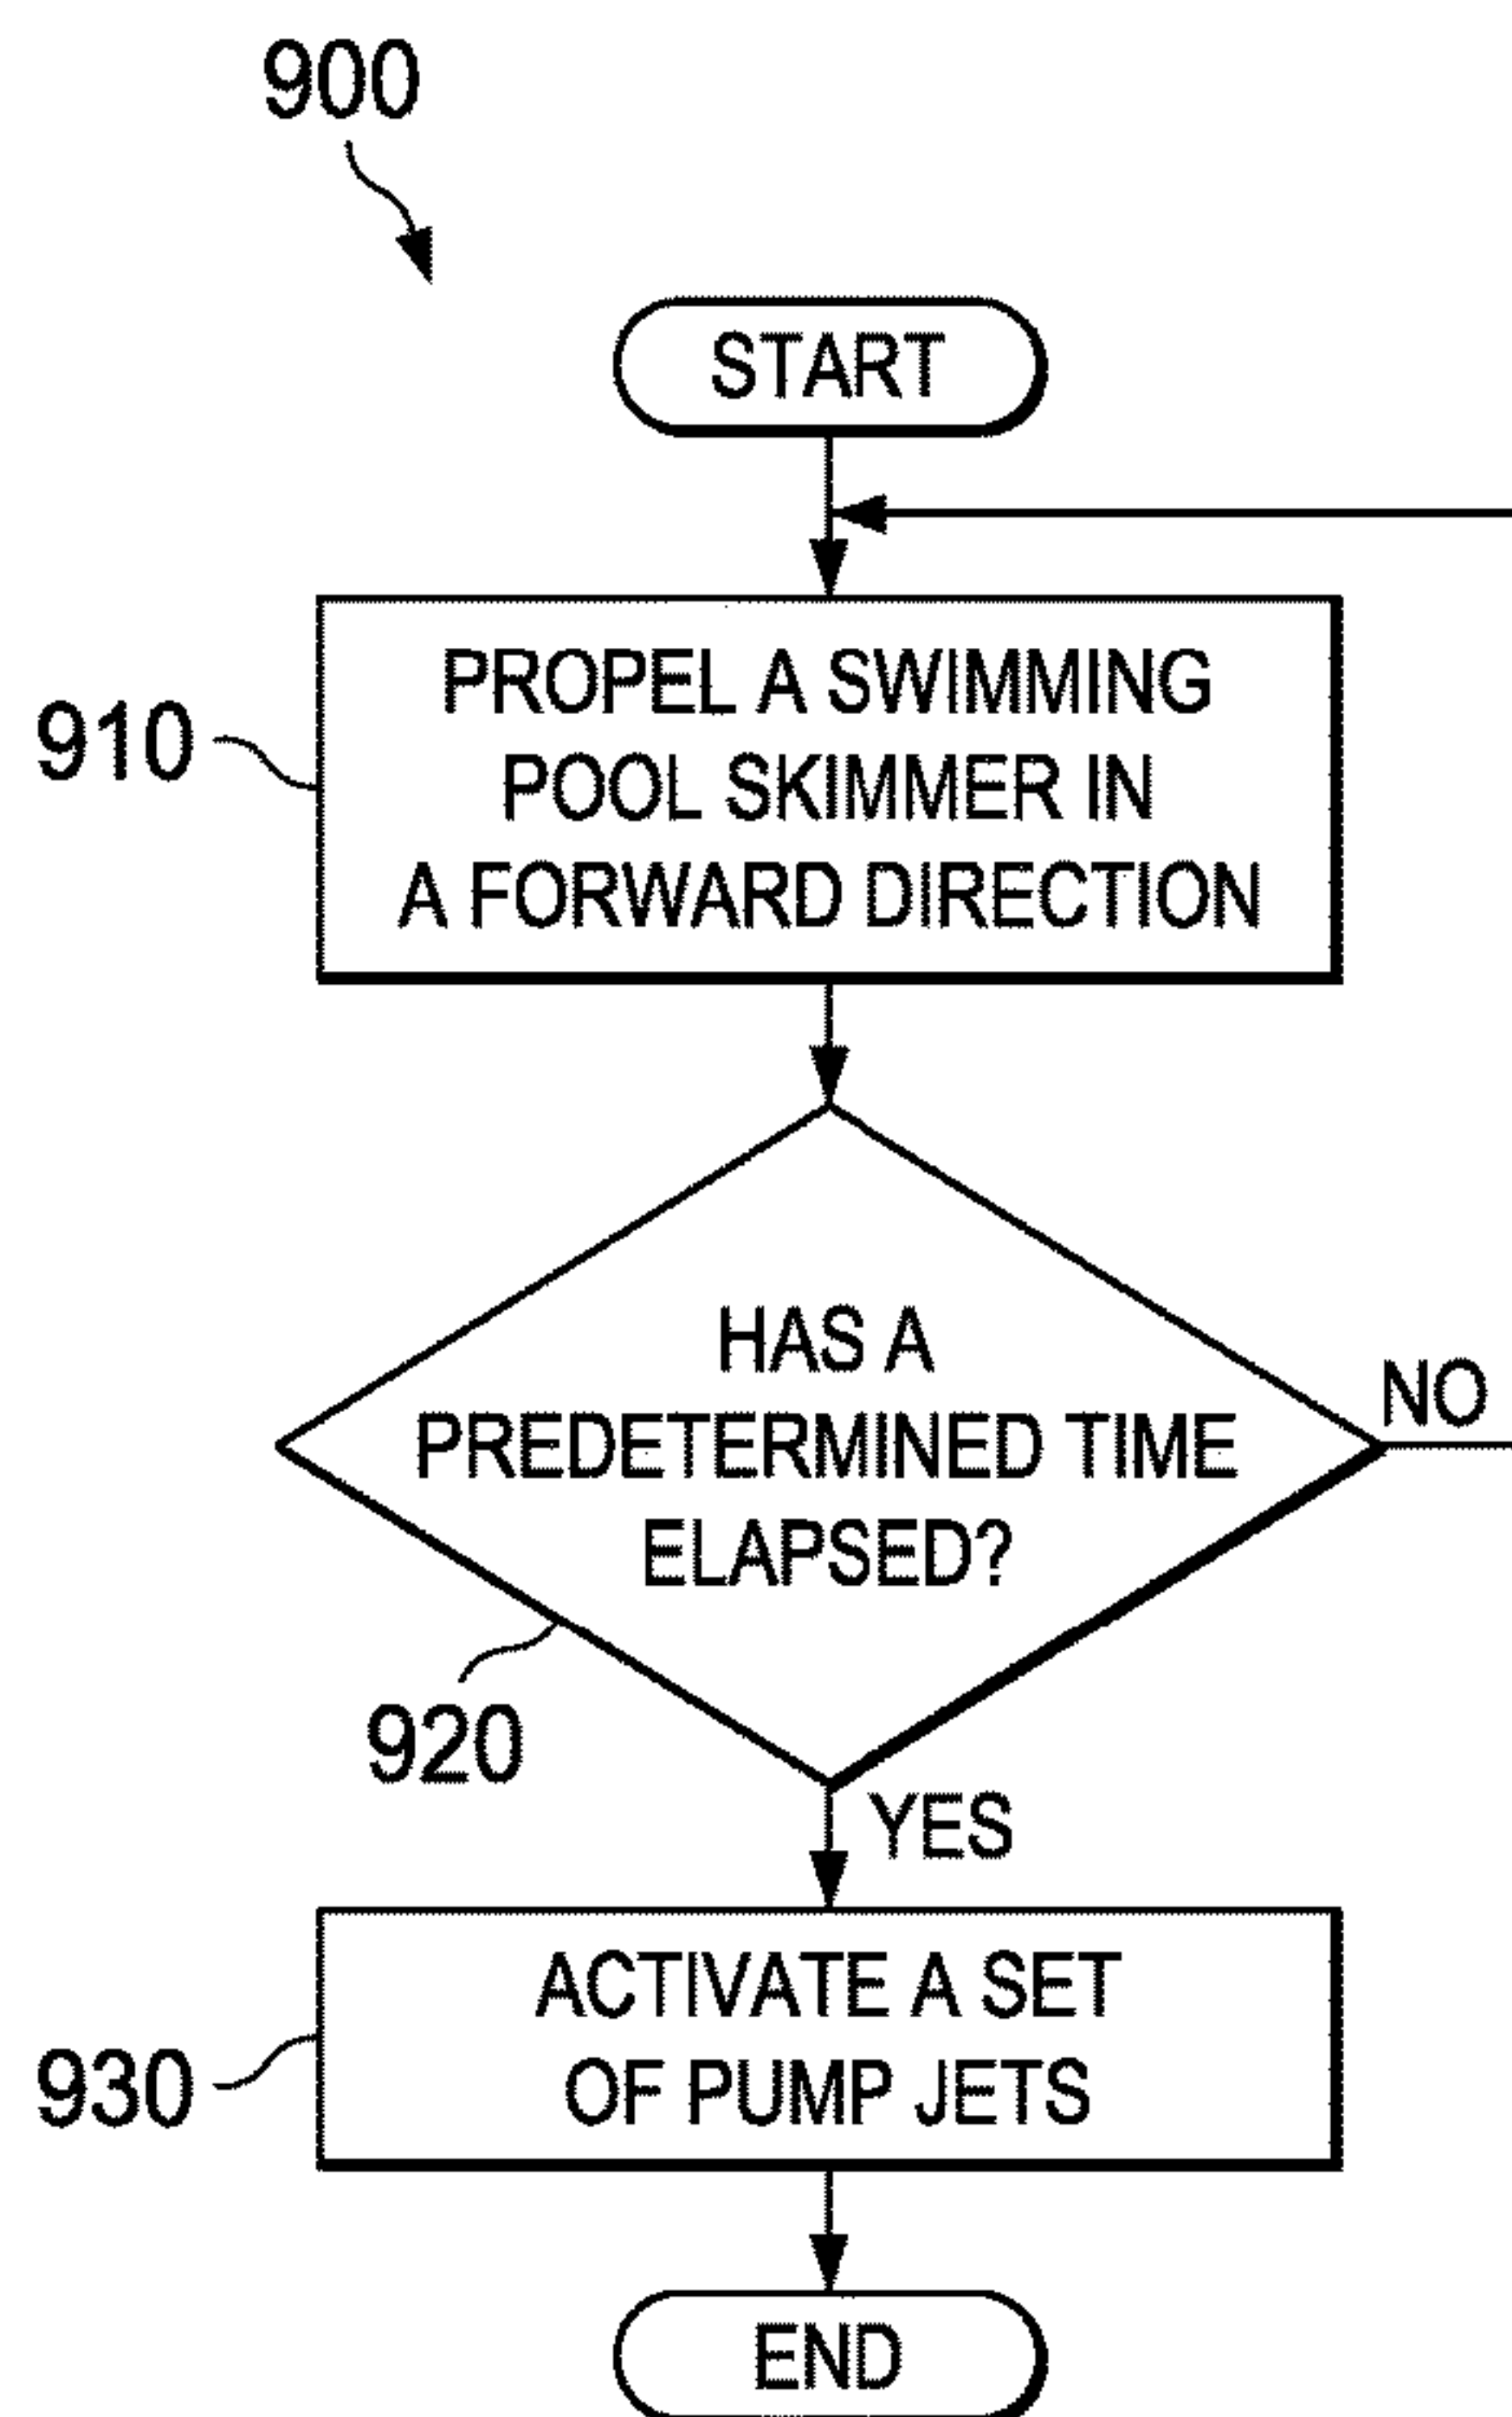 900
START
910
PROPEL A SWIMMING
POOL SKIMMER IN
A FORWARD DIRECTION
HAS A
PREDETERMINED TIME
ELAPSED?
NO
920
YES
930
ACTIVATE A SET
OF PUMP JETS
END